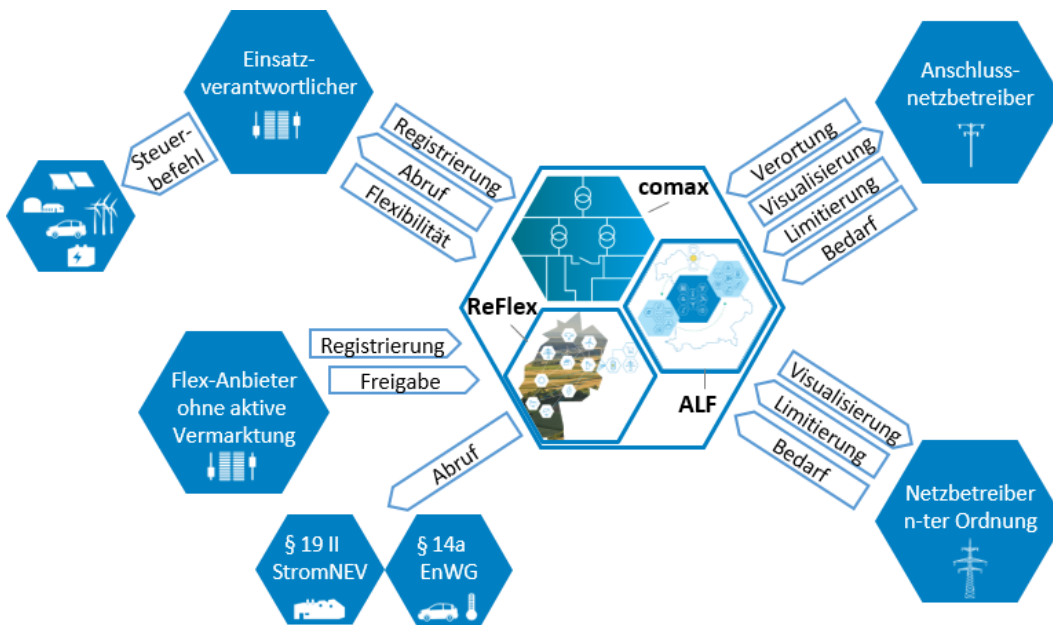 Einsatz-
verantwortlicher
Steuer-
befehl
Registrierung
Abruf
Flexibilität
Anschluss-
netzbetreiber
Verortung
Visualisierung
Limitierung
Bedarf
comax
ReFlex
ALF
Registrierung
Freigabe
Flex-Anbieter
ohne aktive
Vermarktung
Abruf
§ 19 II
StromNEV
§ 14a
EnWG
Visualisierung
Limitierung
Bedarf
Netzbetreiber
n-ter Ordnung